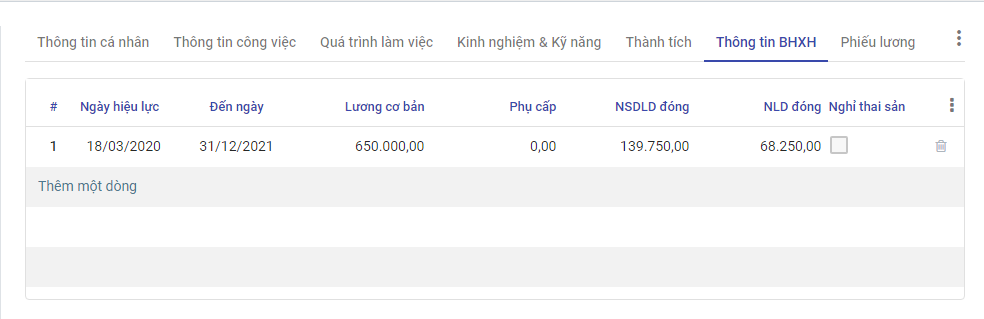 Thông tin cá nhân Thông tin công việc Quá trình làm việc Kinh nghiệm & Kỹ năng Thành tích Thông tin BHXH Phiếu lương
# Ngày hiệu lực Đến ngày Lương cơ bản Phụ cấp NSDLD đóng NLD đóng Nghỉ thai sản
1 18/03/2020 31/12/2021 650.000,00 0,00 139.750,00 68.250,00
Thêm một dòng